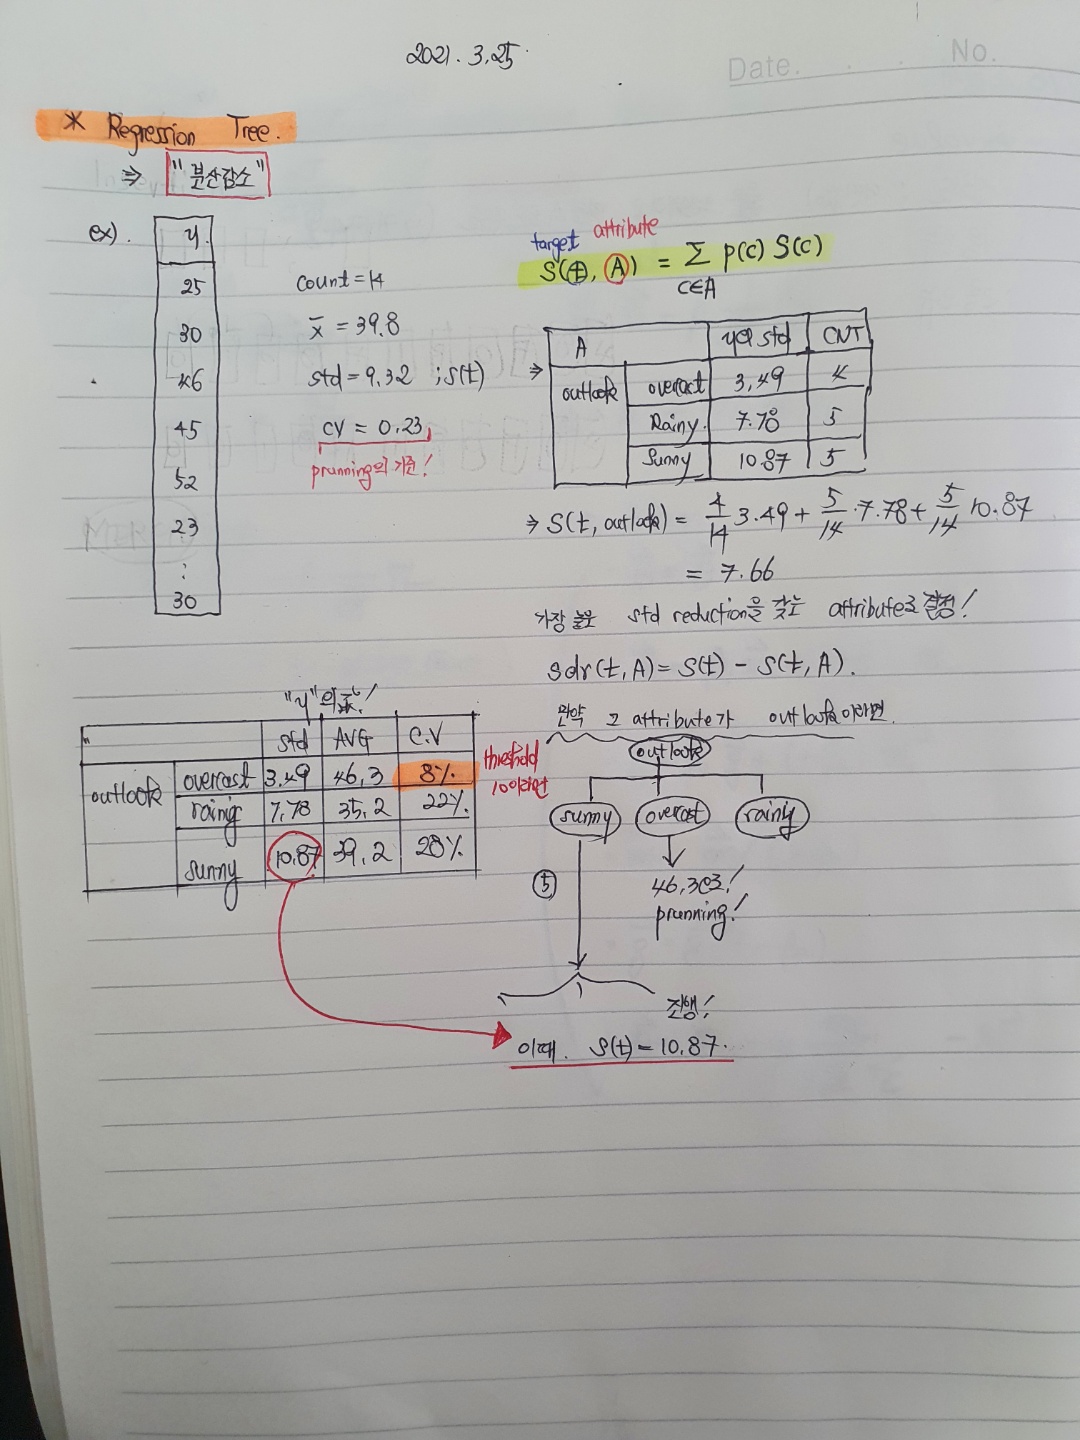 2021. 3. 25.
Date. No.
* Regression Tree.
⇒ "분산감소"
ex).
y.
25
30
46
45
52
23
:
30
count = 14
x̄ = 39.8
std = 9.32 ; S(t)
CV = 0.23
prunning의 기준!
target attribute
S(t, A) = Σ p(c) S(c)
c∈A
⇒ A y의 std CNT
outlook overcast 3.49 4
Rainy. 7.78 5
Sunny 10.87 5
⇒ S(t, outlook) = 4/14 3.49 + 5/14 · 7.78 + 5/14 10.87
= 7.66
가장 높은 std reduction을 갖는 attribute로 결정!
sdr(t, A) = S(t) - S(t, A).
"y"의 표!
std AVG C.V
outlook overcast 3.49 46.3 8%.
rainy 7.78 35.2 22%.
sunny 10.87 39.2 28%.
threshold
10이라면
만약 그 attribute가 outlook이라면.
outlook
sunny overcast rainy
5
46.3으로!
prunning!
진행!
이때. S(t) = 10.87.